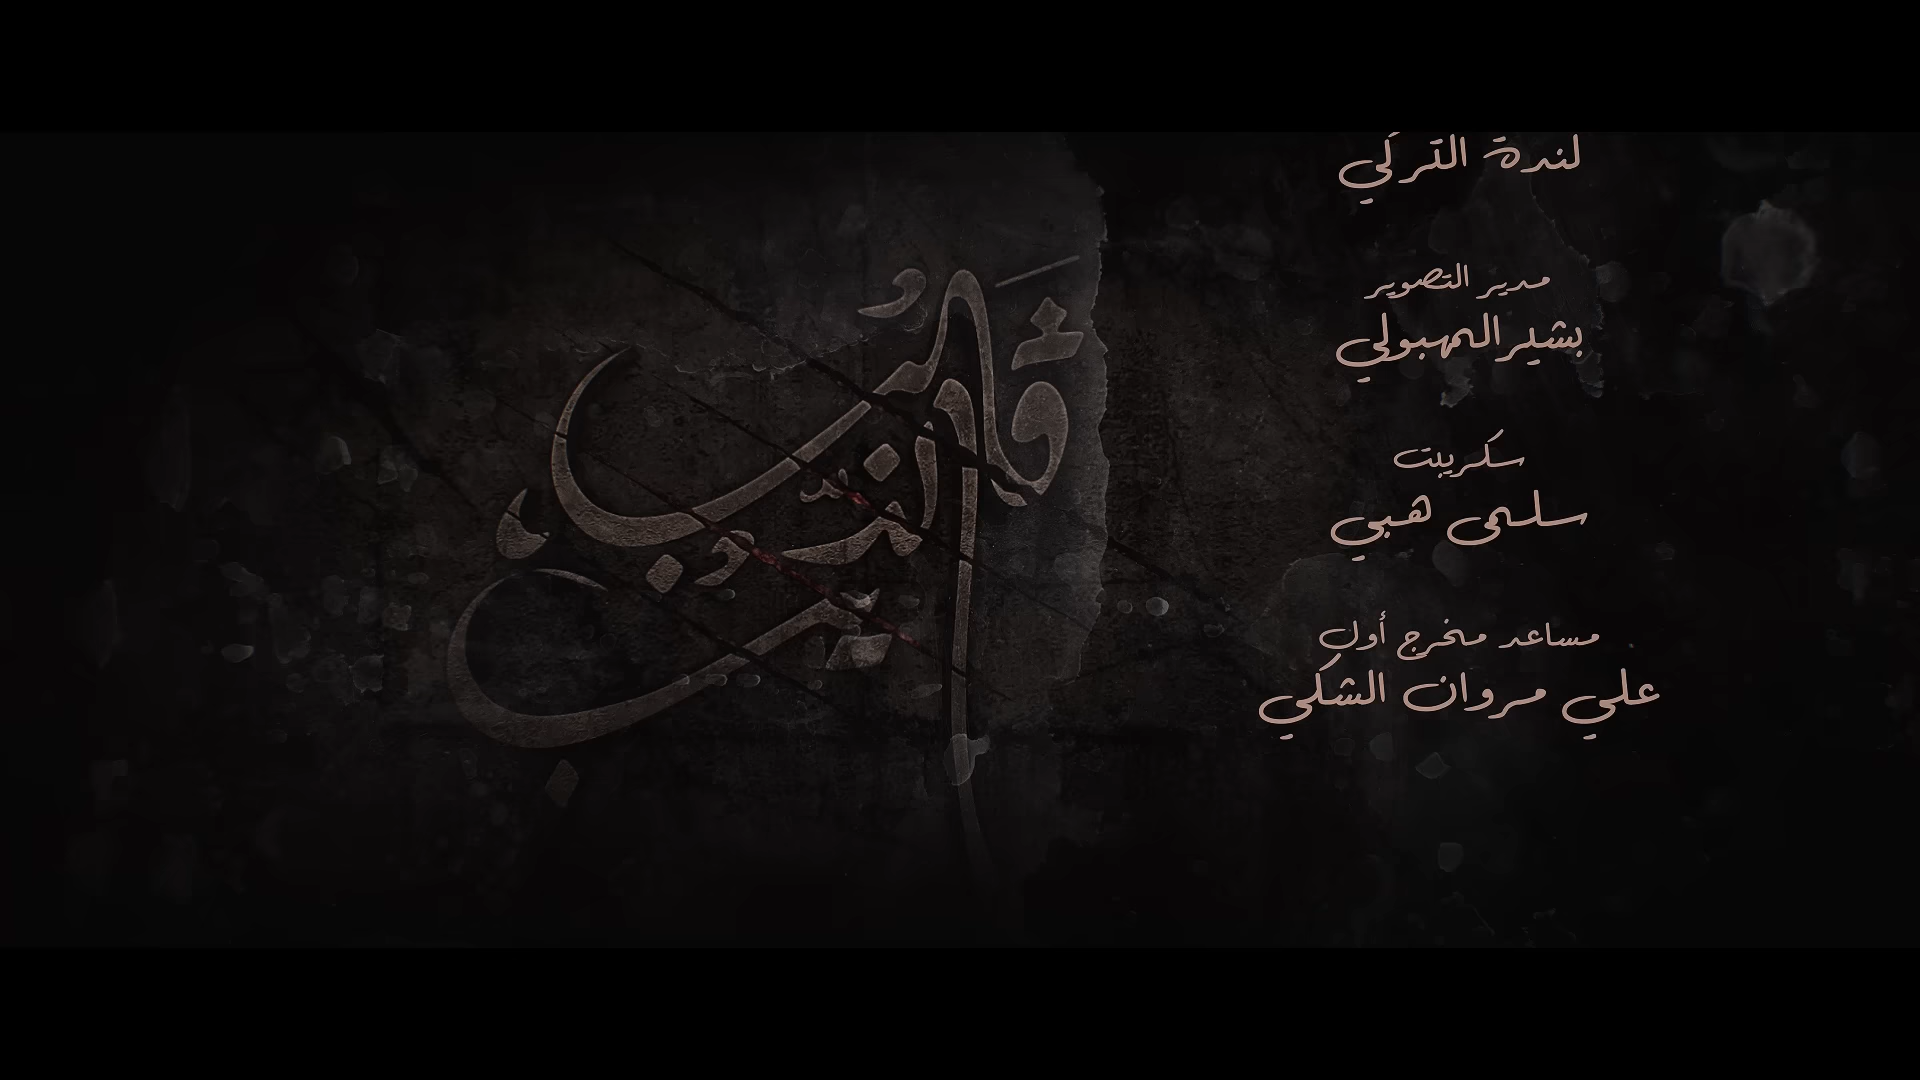 لندة التركي
مدير التصوير
بشير المهبولي
سكريبت
سلمى هبي
مساعد مخرج أول
علي مروان الشكي